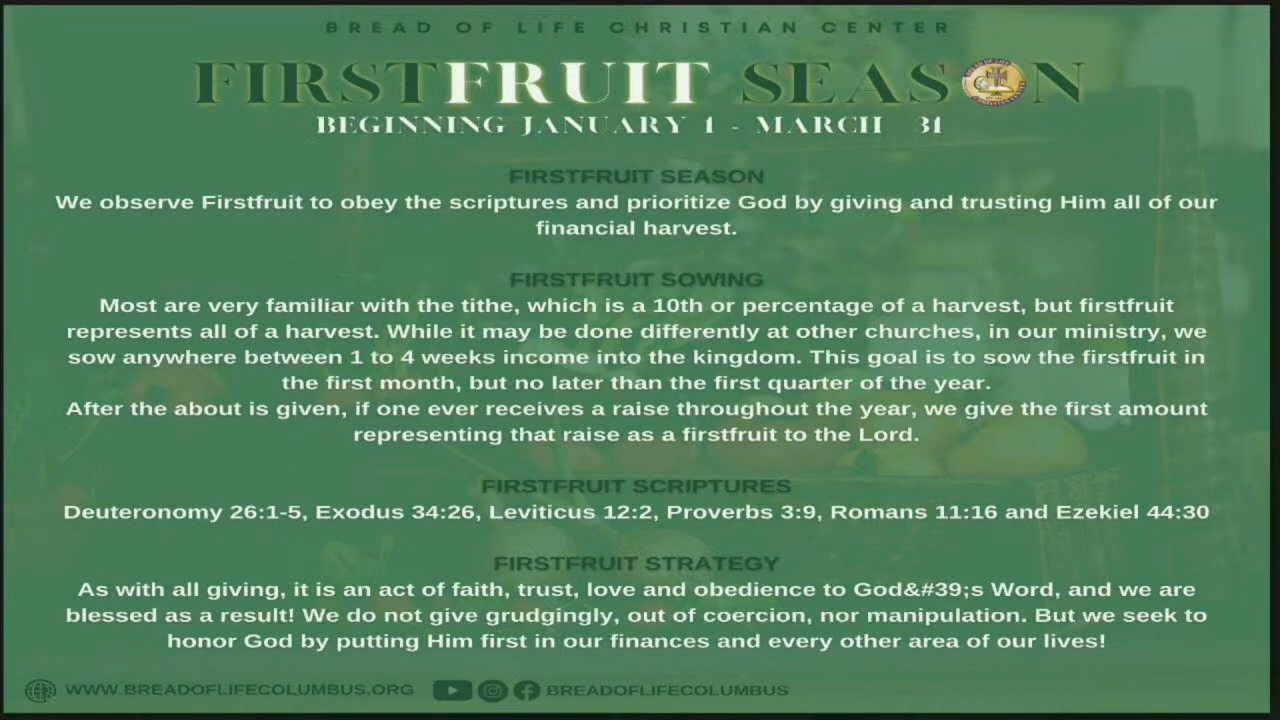 BREAD OF LIFE CHRISTIAN CENTER
FIRSTFRUIT SEASON
BEGINNING JANUARY 1 - MARCH 31
FIRSTFRUIT SEASON
We observe Firstfruit to obey the scriptures and prioritize God by giving and trusting Him all of our
financial harvest.
FIRSTFRUIT SOWING
Most are very familiar with the tithe, which is a 10th or percentage of a harvest, but firstfruit
represents all of a harvest. While it may be done differently at other churches, in our ministry, we
sow anywhere between 1 to 4 weeks income into the kingdom. This goal is to sow the firstfruit in
the first month, but no later than the first quarter of the year.
After the about is given, if one ever receives a raise throughout the year, we give the first amount
representing that raise as a firstfruit to the Lord.
FIRSTFRUIT SCRIPTURES
Deuteronomy 26:1-5, Exodus 34:26, Leviticus 12:2, Proverbs 3:9, Romans 11:16 and Ezekiel 44:30
FIRSTFRUIT STRATEGY
As with all giving, it is an act of faith, trust, love and obedience to God&#39;s Word, and we are
blessed as a result! We do not give grudgingly, out of coercion, nor manipulation. But we seek to
honor God by putting Him first in our finances and every other area of our lives!
WWW.BREADOFLIFECOLUMBUS.ORG BREADOFLIFECOLUMBUS